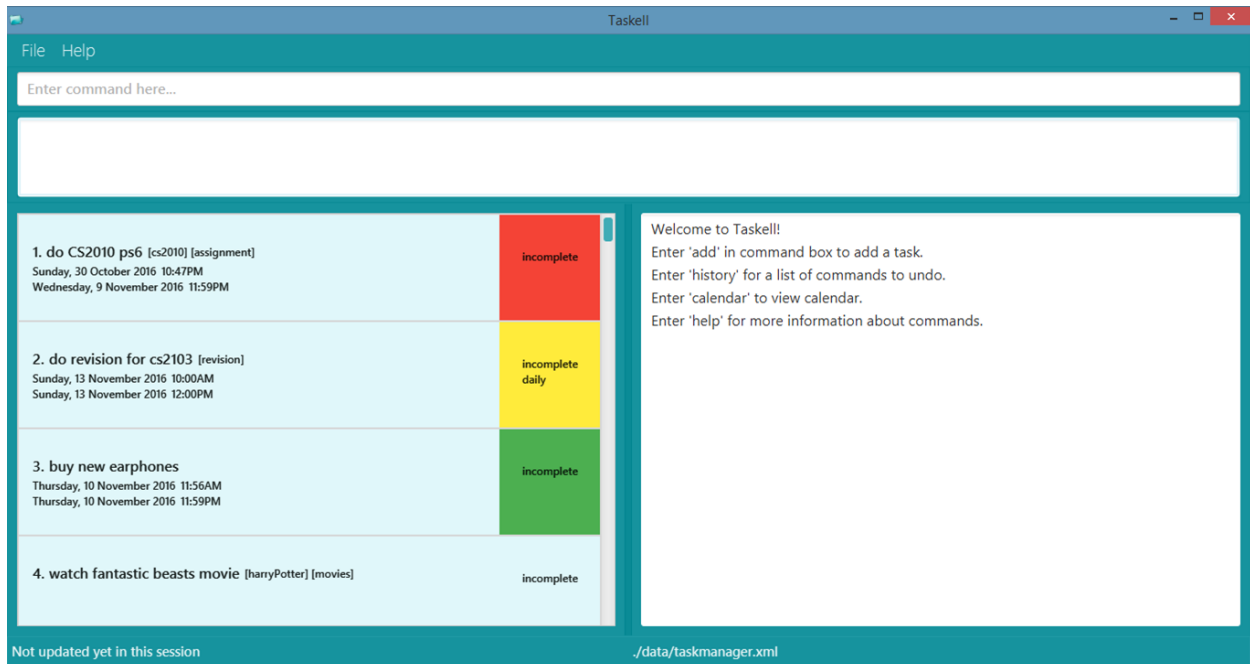 Taskell
File Help
Enter command here...
1. do CS2010 ps6 [cs2010] [assignment]
Sunday, 30 October 2016 10:47PM
Wednesday, 9 November 2016 11:59PM
incomplete
2. do revision for cs2103 [revision]
Sunday, 13 November 2016 10:00AM
Sunday, 13 November 2016 12:00PM
incomplete
daily
3. buy new earphones
Thursday, 10 November 2016 11:56AM
Thursday, 10 November 2016 11:59PM
incomplete
4. watch fantastic beasts movie [harryPotter] [movies]
incomplete
Welcome to Taskell!
Enter 'add' in command box to add a task.
Enter 'history' for a list of commands to undo.
Enter 'calendar' to view calendar.
Enter 'help' for more information about commands.
Not updated yet in this session
./data/taskmanager.xml